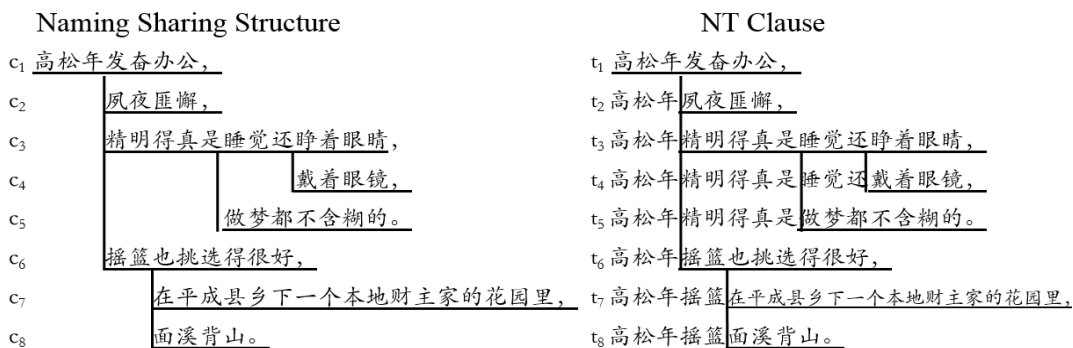 Naming Sharing Structure
c1 高松年发奋办公，
c2 夙夜匪懈，
c3 精明得真是睡觉还睁着眼睛，
c4 戴着眼镜，
c5 做梦都不含糊的。
c6 摇篮也挑选得很好，
c7 在平成县乡下一个本地财主家的花园里，
c8 面溪背山。
NT Clause
t1 高松年发奋办公，
t2 高松年夙夜匪懈，
t3 高松年精明得真是睡觉还睁着眼睛，
t4 高松年精明得真是睡觉还戴着眼镜，
t5 高松年精明得真是做梦都不含糊的。
t6 高松年摇篮也挑选得很好，
t7 高松年摇篮在平成县乡下一个本地财主家的花园里，
t8 高松年摇篮面溪背山。